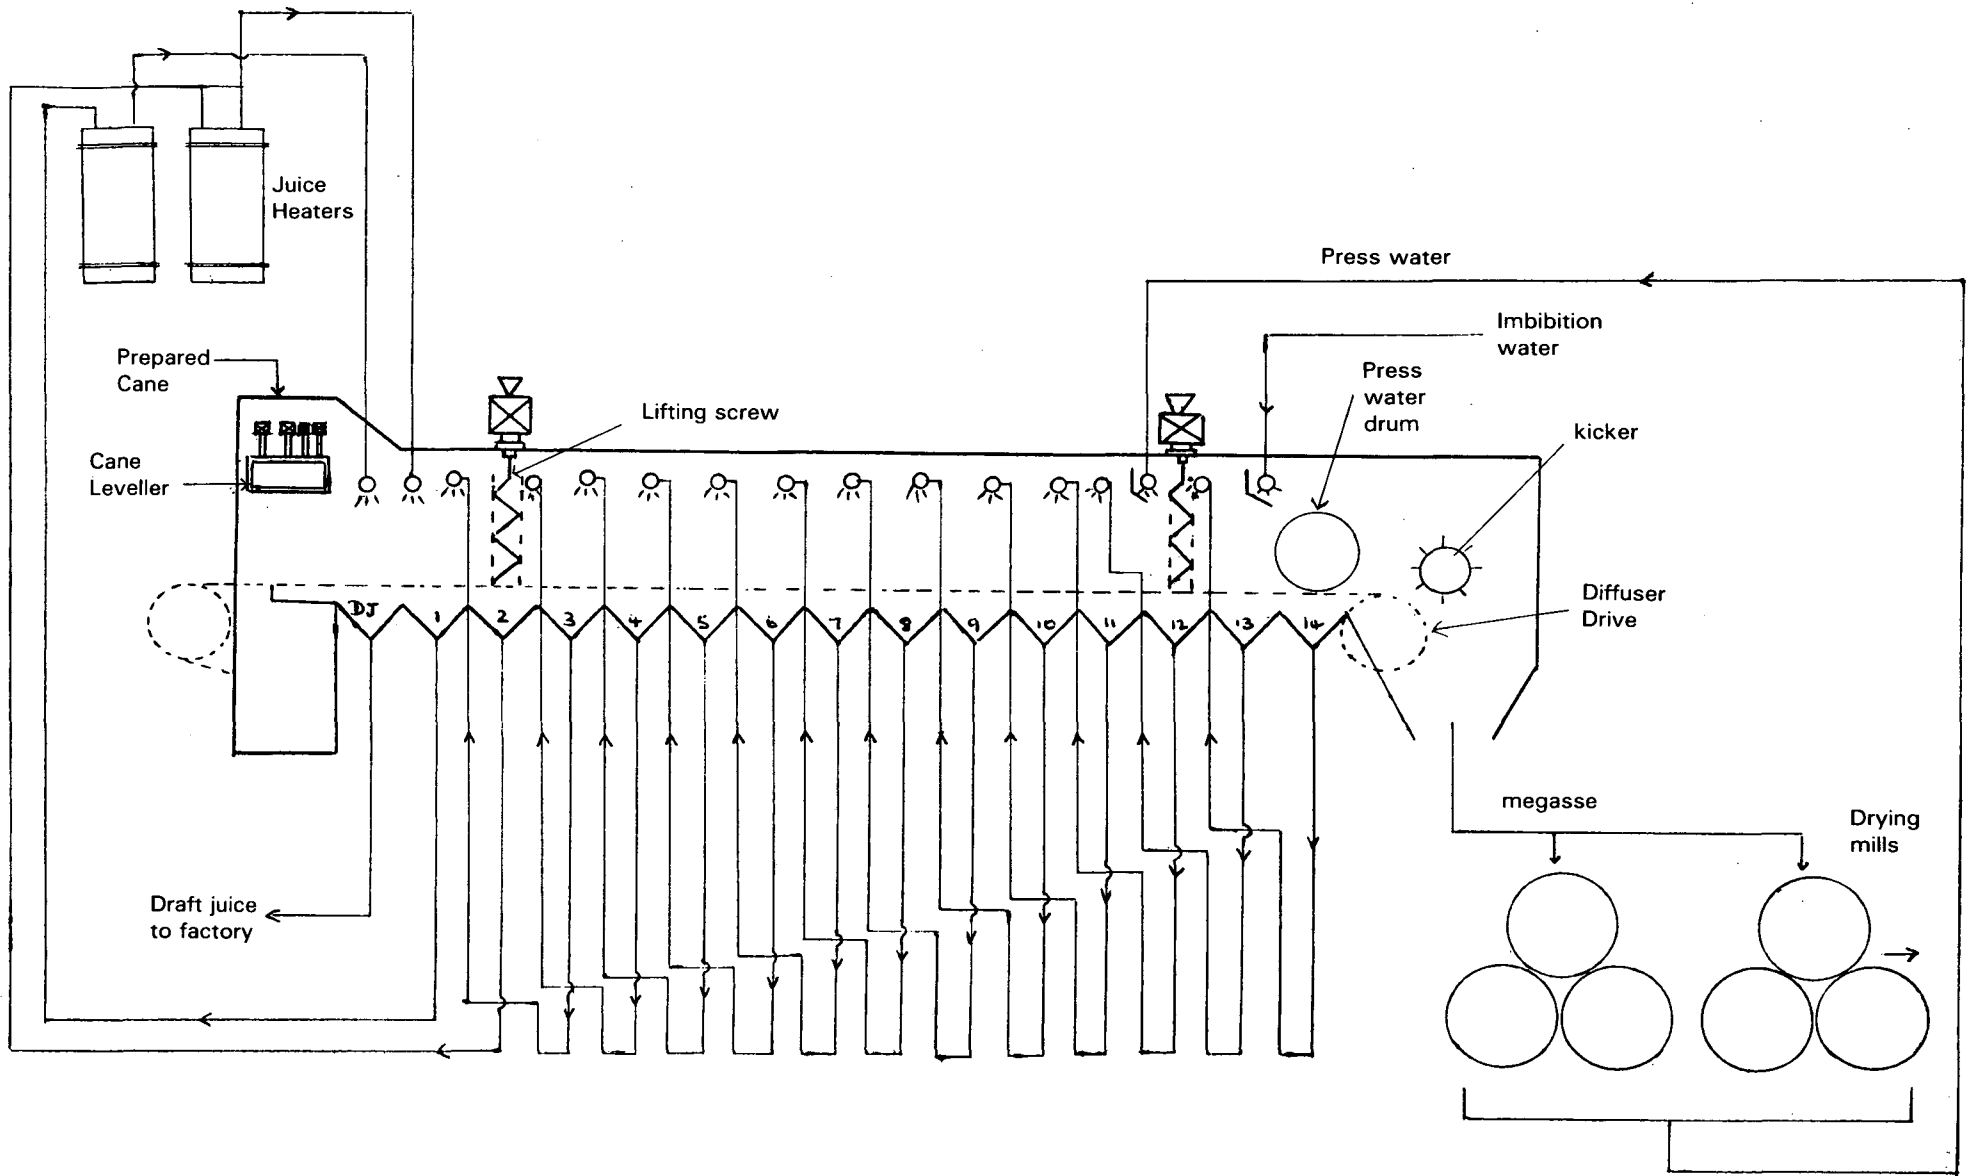 Juice
Heaters
Press water
Imbibition
water
Prepared
Cane
Press
water
drum
Lifting screw
kicker
Cane
Leveller
Diffuser
Drive
DJ 1 2 3 4 5 6 7 8 9 10 11 12 13 14
megasse
Drying
mills
Draft juice
to factory